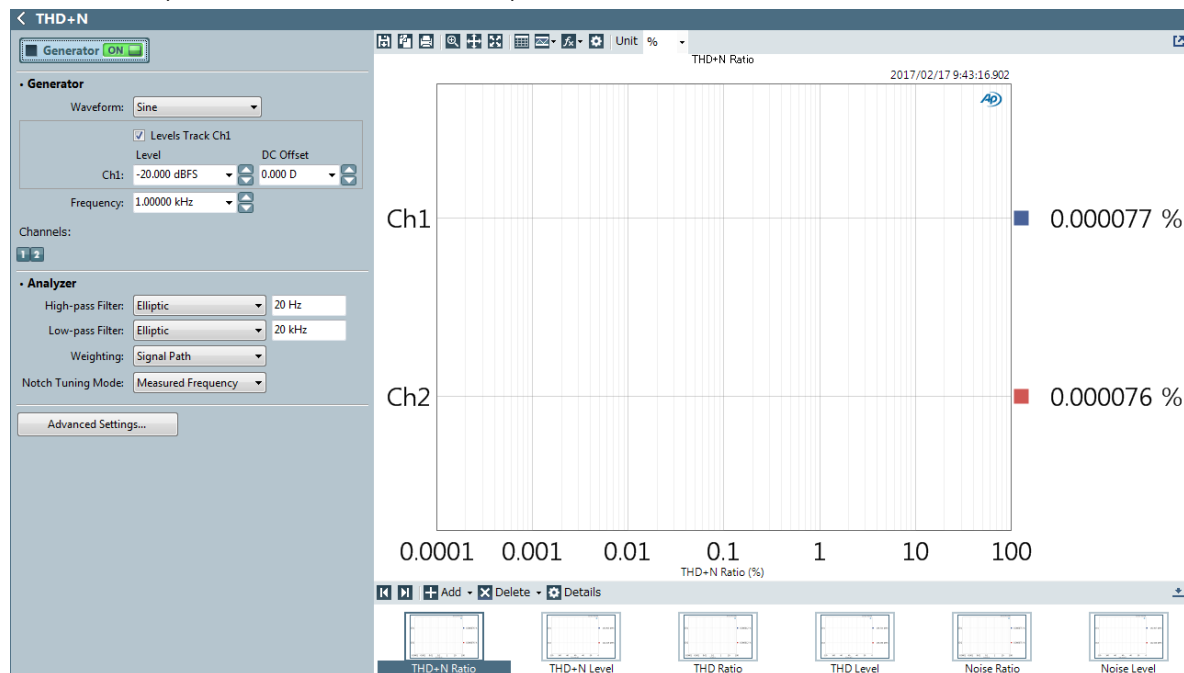 THD+N
Generator ON
Generator
Waveform: Sine
Levels Track Ch1
Level DC Offset
Ch1: -20.000 dBFS 0.000 D
Frequency: 1.00000 kHz
Channels:
1 2
Analyzer
High-pass Filter: Elliptic 20 Hz
Low-pass Filter: Elliptic 20 kHz
Weighting: Signal Path
Notch Tuning Mode: Measured Frequency
Advanced Settings...
Unit %
THD+N Ratio
2017/02/17 9:43:16.902
AP
Ch1 0.000077 %
Ch2 0.000076 %
0.0001 0.001 0.01 0.1 1 10 100
THD+N Ratio (%)
Add Delete Details
THD+N Ratio THD+N Level THD Ratio THD Level Noise Ratio Noise Level